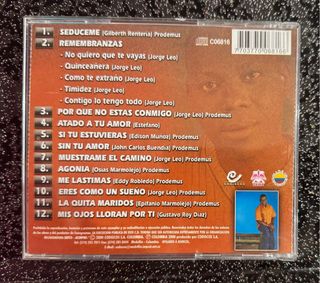 1. SEDUCEME (Gilberth Rentería) Prodemus
2. REMEMBRANZAS
- No quiero que te vayas (Jorge Leo)
- Quinceañera (Jorge Leo)
- Como te extraño (Jorge Leo)
- Timidez (Jorge Leo)
- Contigo lo tengo todo (Jorge Leo)
3. POR QUE NO ESTAS CONMIGO (Jorge Leo) Prodemus
4. ATADO A TU AMOR (Estefano)
5. SI TU ESTUVIERAS (Edison Muñoz) Prodemus
6. SIN TU AMOR (John Carlos Buendía) Prodemus
7. MUESTRAME EL CAMINO (Jorge Leo) Prodemus
8. AGONIA (Osias Marmolejo) Prodemus
9. ME LASTIMAS (Eddy Robledo) Prodemus
10. ERES COMO UN SUEÑO (Jorge Leo) Prodemus
11. LA QUITA MARIDOS (Epifanio Marmolejo) Prodemus
12. MIS OJOS LLORAN POR TI (Gustavo Roy Díaz)
C06816
7703770068166